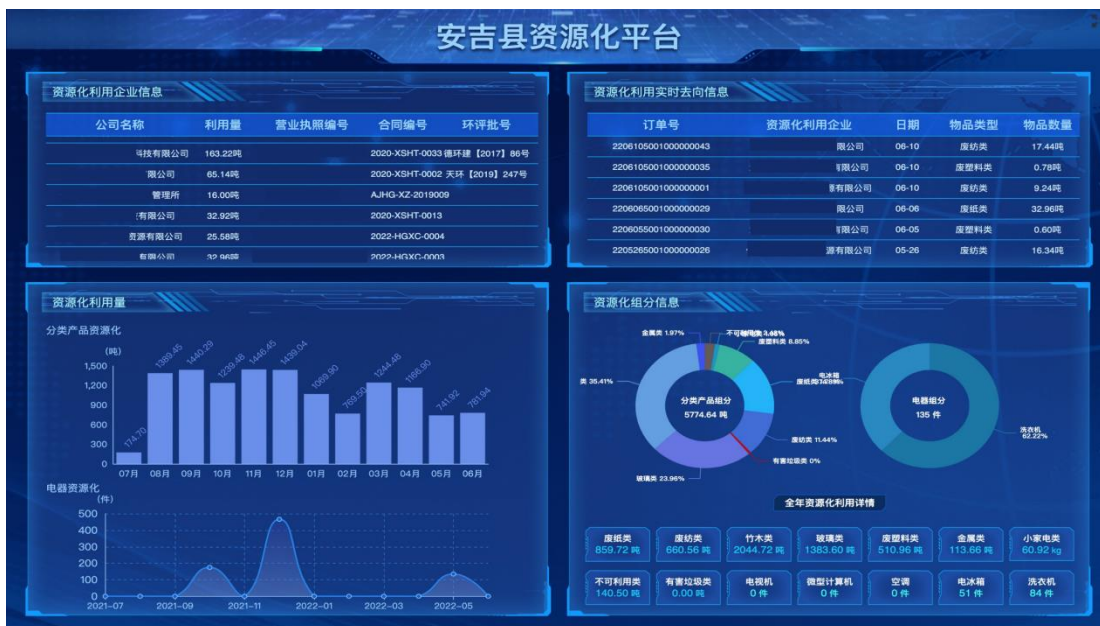 安吉县资源化平台
资源化利用企业信息
公司名称 利用量 营业执照编号 合同编号 环评批号
科技有限公司 163.22吨 2020-XSHT-0033 德环建【2017】86号
限公司 65.14吨 2020-XSHT-0002 天环【2019】247号
管理所 16.00吨 AJHG-XZ-2019009
有限公司 32.92吨 2020-XSHT-0013
资源有限公司 25.58吨 2022-HGXC-0004
有限公司 32.96吨 2022-HGXC-0003
资源化利用实时去向信息
订单号 资源化利用企业 日期 物品类型 物品数量
2206105001000000043 限公司 06-10 废纺类 17.44吨
2206105001000000035 有限公司 06-10 废塑料类 0.78吨
2206105001000000001 有限公司 06-10 废纺类 9.24吨
2206065001000000029 限公司 06-06 废纸类 32.96吨
2206055001000000030 有限公司 06-05 废塑料类 0.60吨
2205265001000000026 源有限公司 05-26 废纺类 16.34吨
资源化利用量
分类产品资源化
(吨)
1,500
1,200
900
600
300
0
174.70 1389.45 1440.29 1239.48 1446.45 1439.04 1069.90 769.50 1244.48 1166.90 741.92 781.94
07月 08月 09月 10月 11月 12月 01月 02月 03月 04月 05月 06月
电器资源化
(件)
500
400
300
200
100
0
2021-07 2021-09 2021-11 2022-01 2022-03 2022-05
资源化组分信息
金属类 1.97%
废塑料类 8.85%
类 35.41%
废纺类 11.44%
有害垃圾类 0%
玻璃类 23.96%
分类产品组分
5774.64 吨
电冰箱
电器组分
135 件
洗衣机
62.22%
全年资源化利用详情
废纸类 废纺类 竹木类 玻璃类 废塑料类 金属类 小家电类
859.72 吨 660.56 吨 2044.72 吨 1383.60 吨 510.96 吨 113.66 吨 60.92 kg
不可利用类 有害垃圾类 电视机 微型计算机 空调 电冰箱 洗衣机
140.50 吨 0.00 吨 0 件 0 件 0 件 51 件 84 件